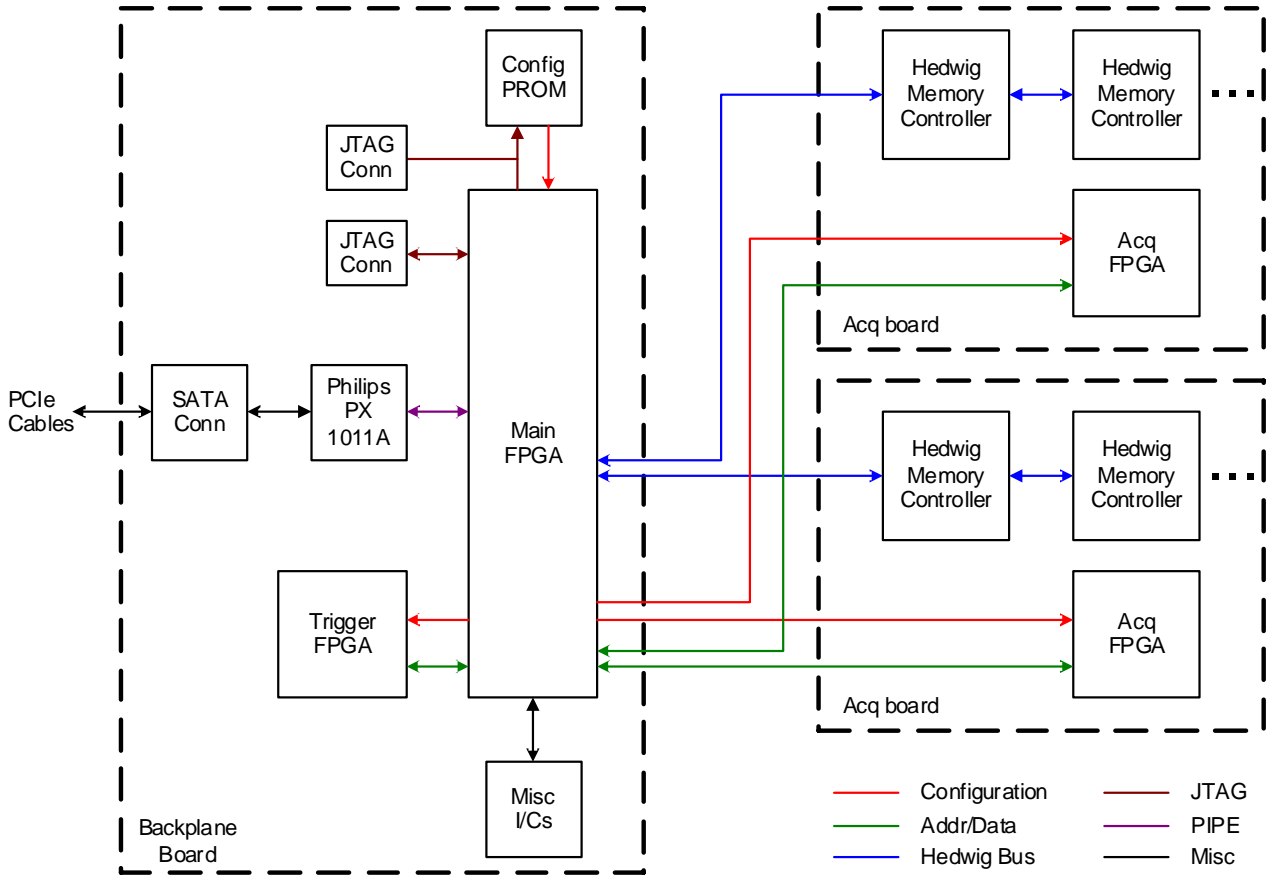 Config
PROM
JTAG
Conn
JTAG
Conn
PCIe
Cables
SATA
Conn
Philips
PX
1011A
Main
FPGA
Trigger
FPGA
Misc
I/Cs
Backplane
Board
Hedwig
Memory
Controller
Hedwig
Memory
Controller
Acq
FPGA
Acq board
Hedwig
Memory
Controller
Hedwig
Memory
Controller
Acq
FPGA
Acq board
Configuration
Addr/Data
Hedwig Bus
JTAG
PIPE
Misc